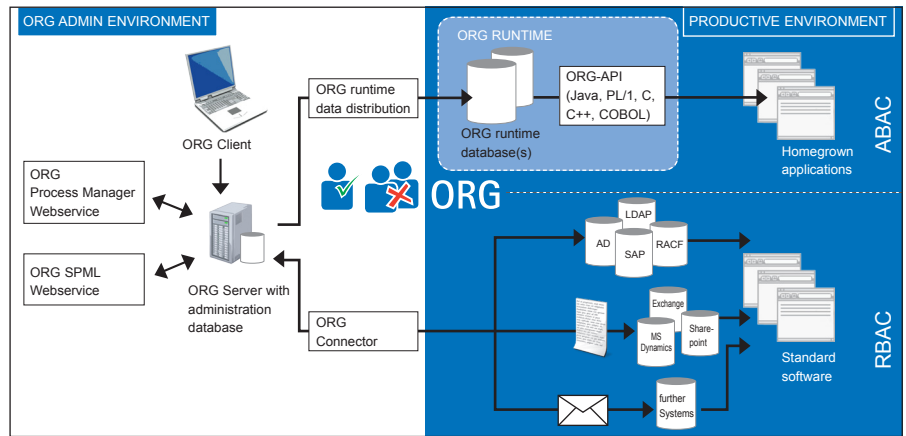 ORG ADMIN ENVIRONMENT
PRODUCTIVE ENVIRONMENT
ORG RUNTIME
ORG Client
ORG runtime
data distribution
ORG runtime
database(s)
ORG-API
(Java, PL/1, C,
C++, COBOL)
Homegrown
applications
ABAC
ORG
Process Manager
Webservice
ORG SPML
Webservice
ORG Server with
administration
database
ORG
ORG
Connector
LDAP
AD
SAP
RACF
Exchange
MS
Dynamics
Share-
point
further
Systems
Standard
software
RBAC